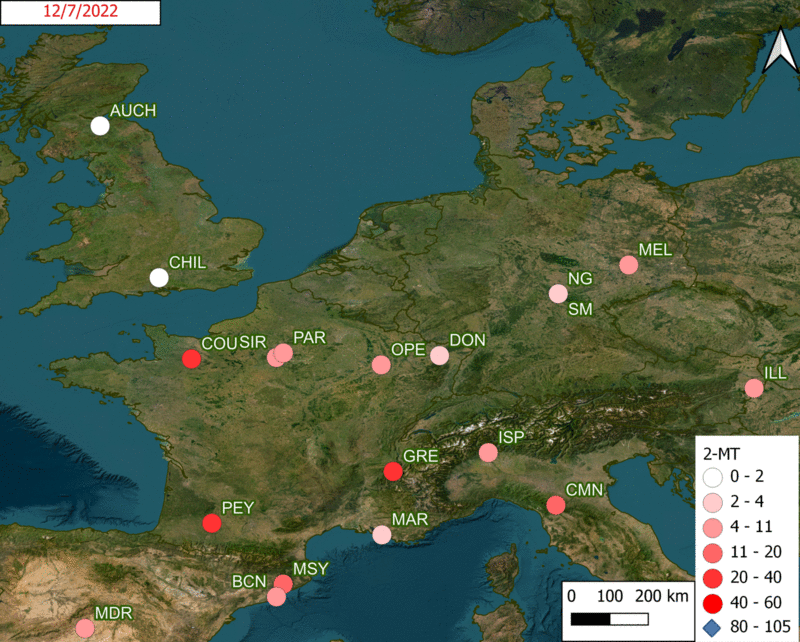 12/7/2022
AUCH
CHIL
MEL
NG
SM
COU SIR PAR
OPE DON
ILL
ISP
GRE
CMN
PEY
MAR
MSY
BCN
MDR
2-MT
0 - 2
2 - 4
4 - 11
11 - 20
20 - 40
40 - 60
80 - 105
0 100 200 km